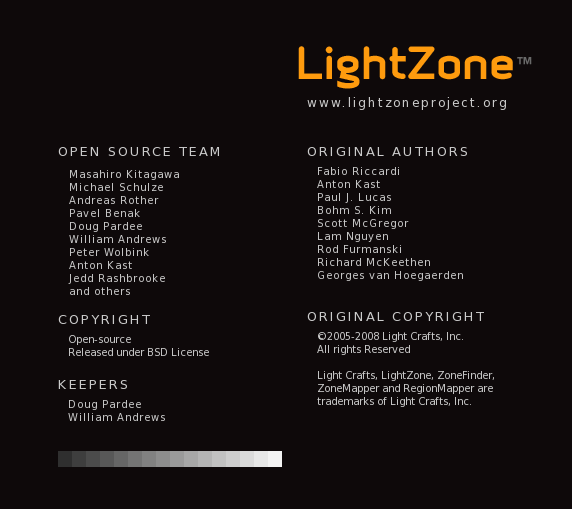 LightZone™
www.lightzoneproject.org
OPEN SOURCE TEAM
Masahiro Kitagawa
Michael Schulze
Andreas Rother
Pavel Benak
Doug Pardee
William Andrews
Peter Wolbink
Anton Kast
Jedd Rashbrooke
and others
COPYRIGHT
Open-source
Released under BSD License
KEEPERS
Doug Pardee
William Andrews
ORIGINAL AUTHORS
Fabio Riccardi
Anton Kast
Paul J. Lucas
Bohm S. Kim
Scott McGregor
Lam Nguyen
Rod Furmanski
Richard McKeethen
Georges van Hoegaerden
ORIGINAL COPYRIGHT
©2005-2008 Light Crafts, Inc.
All rights Reserved
Light Crafts, LightZone, ZoneFinder,
ZoneMapper and RegionMapper are
trademarks of Light Crafts, Inc.